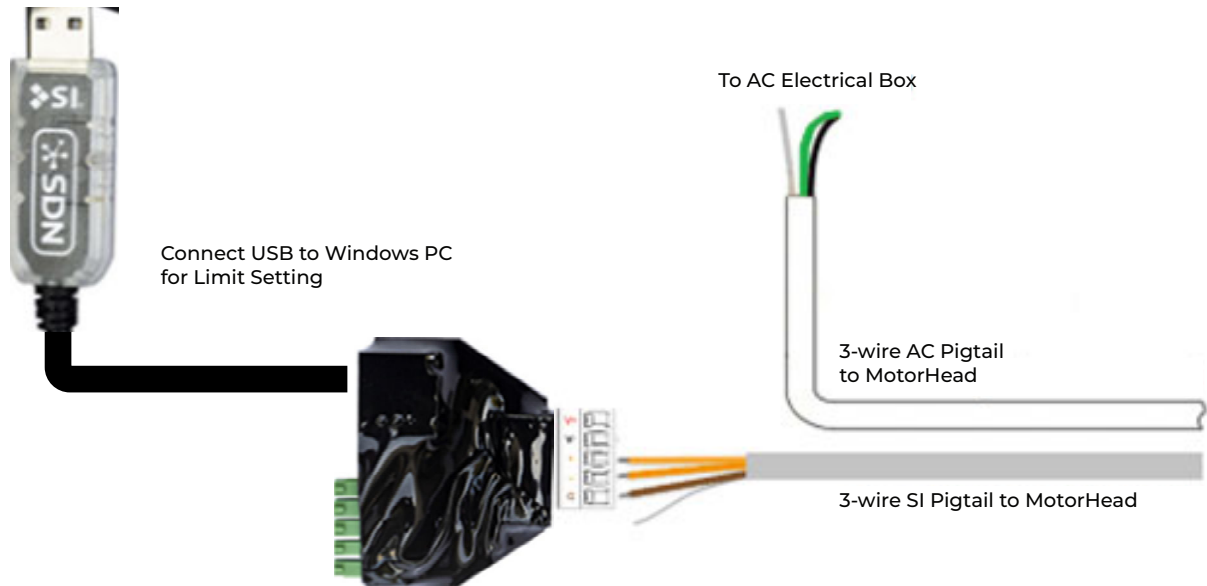 SI
SDN
To AC Electrical Box
Connect USB to Windows PC
for Limit Setting
3-wire AC Pigtail
to MotorHead
V+
V-
+
-
G
3-wire SI Pigtail to MotorHead